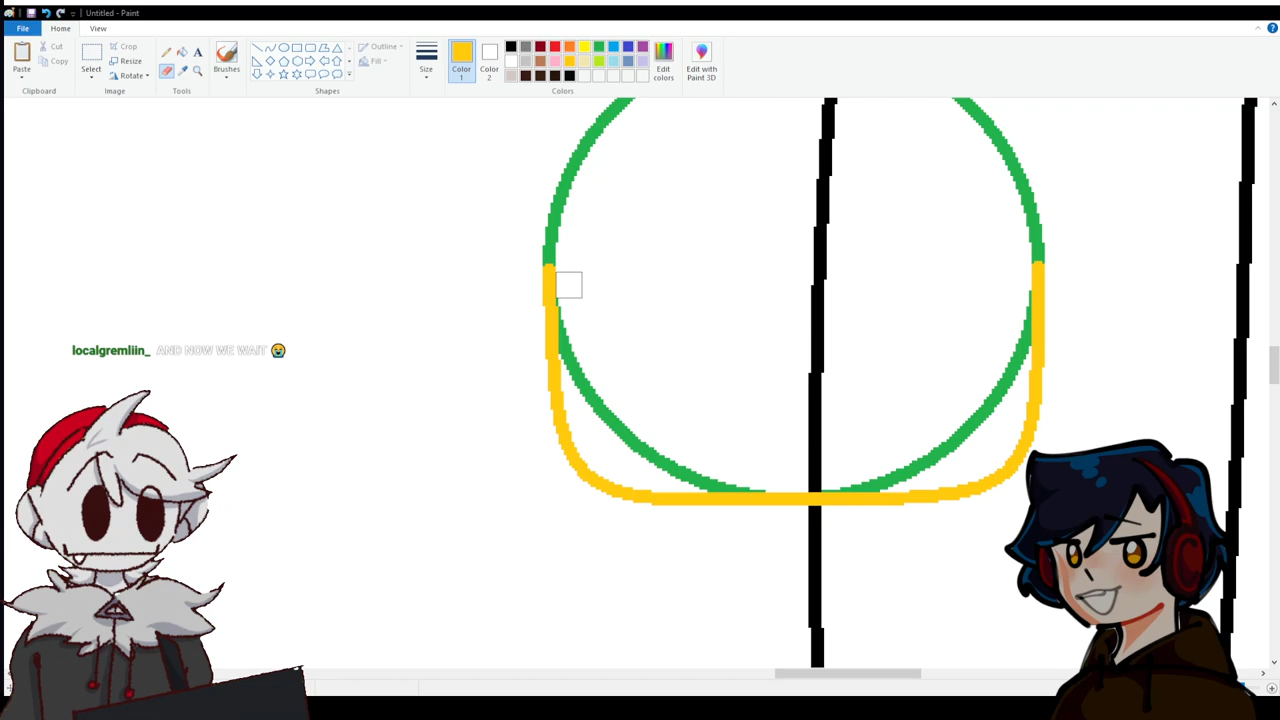 Untitled - Paint
File Home View
Paste Cut Copy Clipboard
Select Crop Resize Rotate Image
Tools
Brushes
Outline Fill Shapes
Size
Color 1 Color 2 Edit colors Colors
Edit with Paint 3D
localgremliin_ AND NOW WE WAIT 😭